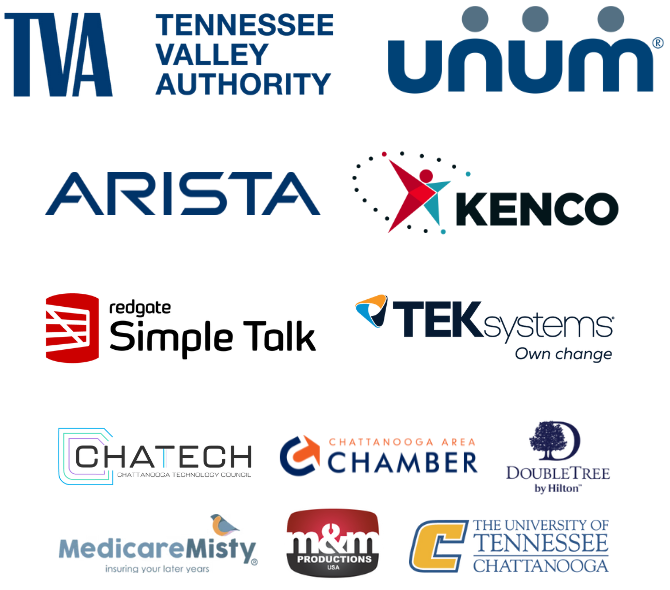 TVA
TENNESSEE
VALLEY
AUTHORITY
unum®
ARISTA
KENCO
redgate
Simple Talk
TEKsystems
Own change
CHATECH
CHATTANOOGA TECHNOLOGY COUNCIL
CHATTANOOGA AREA
CHAMBER
D
DOUBLETREE
by Hilton™
MedicareMisty®
insuring your later years
m&m
PRODUCTIONS
USA
C
THE UNIVERSITY OF
TENNESSEE
CHATTANOOGA